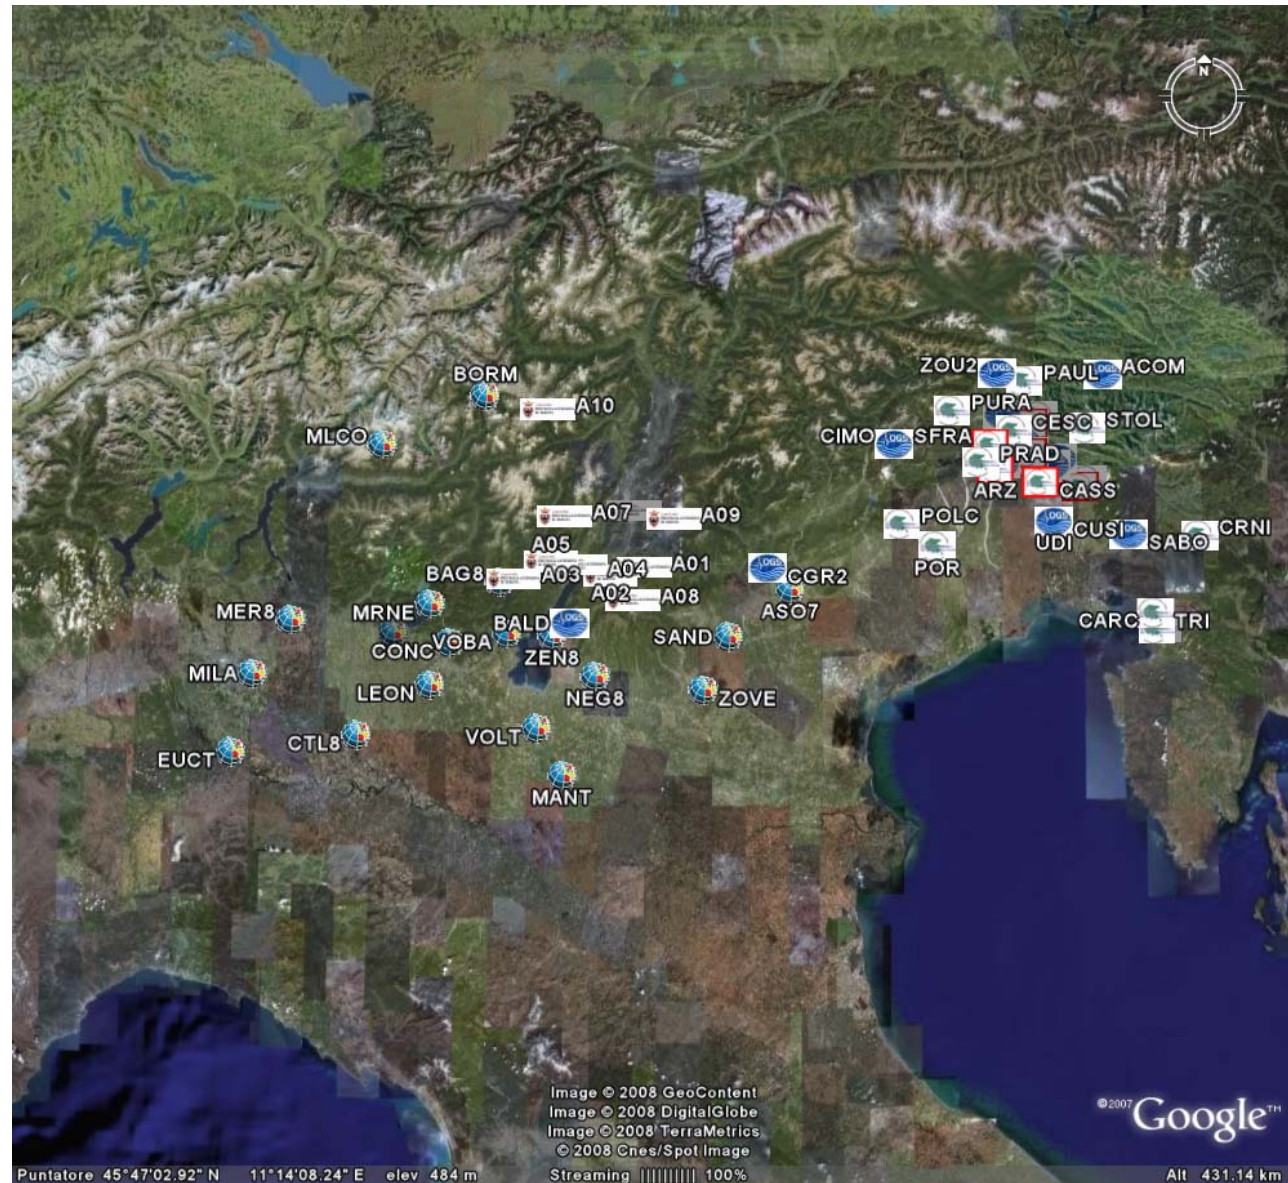 N
ZOU2
PAUL
ACOM
BORM
PURA
A10
CESC
STOL
MLCO
CIMO
SFRA
PRAD
ARZ
CASS
A07
A09
POLC
CUSI
CRNI
UDI
SABO
A05
POR
A04
A01
BAG8
A03
CGR2
A02
A08
ASO7
MER8
MRNE
BALD
CARC
TRI
VOBA
SAND
CONC
ZEN8
MILA
LEON
NEG8
ZOVE
VOLT
CTL8
EUCT
MANT
Image © 2008 GeoContent
Image © 2008 DigitalGlobe
Image © 2008 TerraMetrics
© 2008 Cnes/Spot Image
©2007 Google™
Puntatore 45°47'02.92" N 11°14'08.24" E elev 484 m Streaming |||||||||| 100% Alt 431.14 km